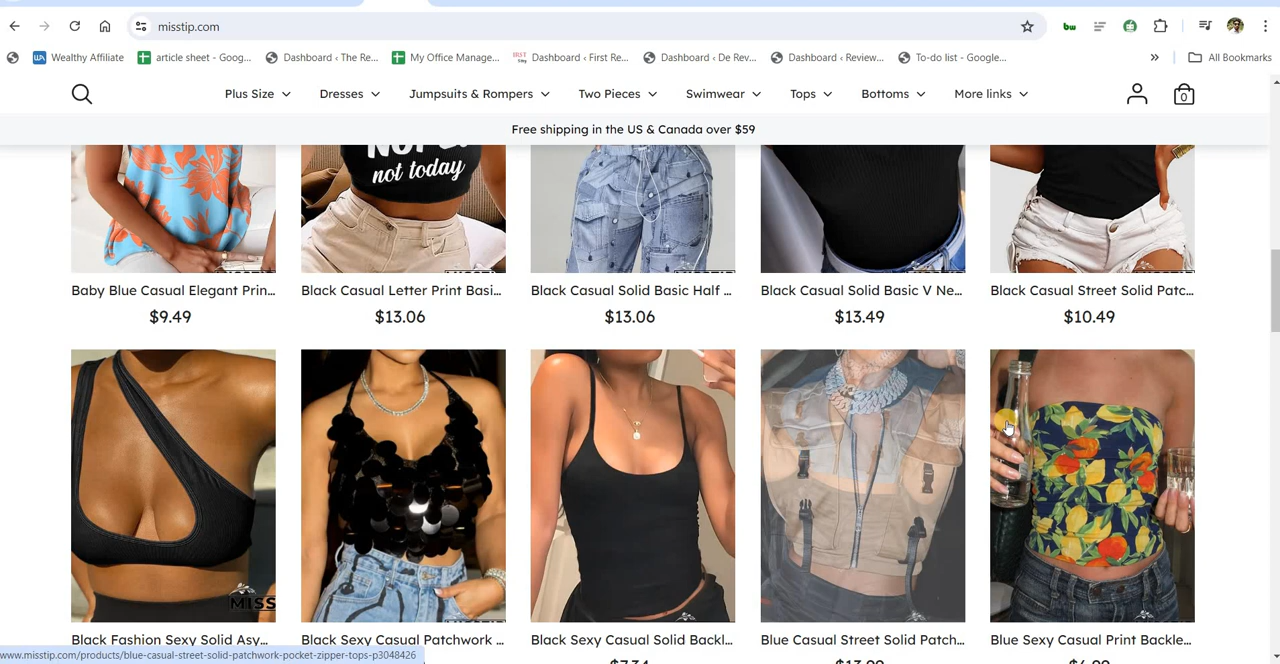 misstip.com
Wealthy Affiliate
article sheet - Goog...
Dashboard ‹ The Re...
My Office Manage...
Dashboard ‹ First Re...
Dashboard ‹ De Rev...
Dashboard ‹ Review...
To-do list - Google...
»
All Bookmarks
Plus Size
Dresses
Jumpsuits & Rompers
Two Pieces
Swimwear
Tops
Bottoms
More links
0
Free shipping in the US & Canada over $59
not today
Baby Blue Casual Elegant Prin...
Black Casual Letter Print Basi...
Black Casual Solid Basic Half ...
Black Casual Solid Basic V Ne...
Black Casual Street Solid Patc...
$9.49
$13.06
$13.06
$13.49
$10.49
MISS
Black Fashion Sexy Solid Asy...
Black Sexy Casual Patchwork ...
Black Sexy Casual Solid Backl...
Blue Casual Street Solid Patch...
Blue Sexy Casual Print Backle...
www.misstip.com/products/blue-casual-street-solid-patchwork-pocket-zipper-tops-p3048426